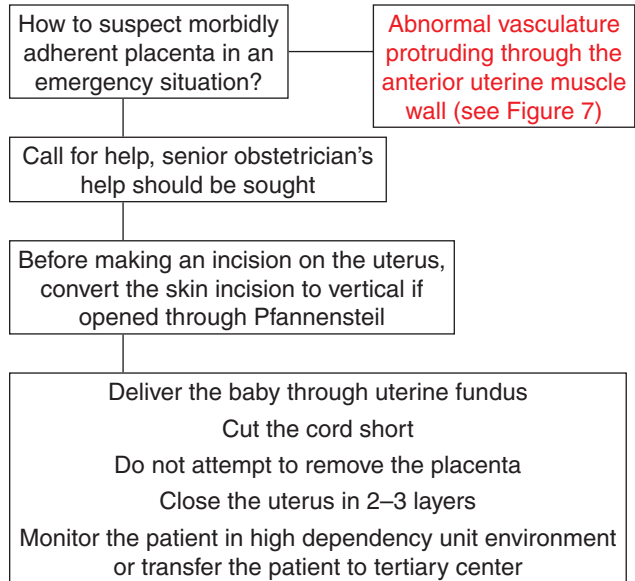 How to suspect morbidly
adherent placenta in an
emergency situation?
Abnormal vasculature
protruding through the
anterior uterine muscle
wall (see Figure 7)
Call for help, senior obstetrician's
help should be sought
Before making an incision on the uterus,
convert the skin incision to vertical if
opened through Pfannensteil
Deliver the baby through uterine fundus
Cut the cord short
Do not attempt to remove the placenta
Close the uterus in 2–3 layers
Monitor the patient in high dependency unit environment
or transfer the patient to tertiary center